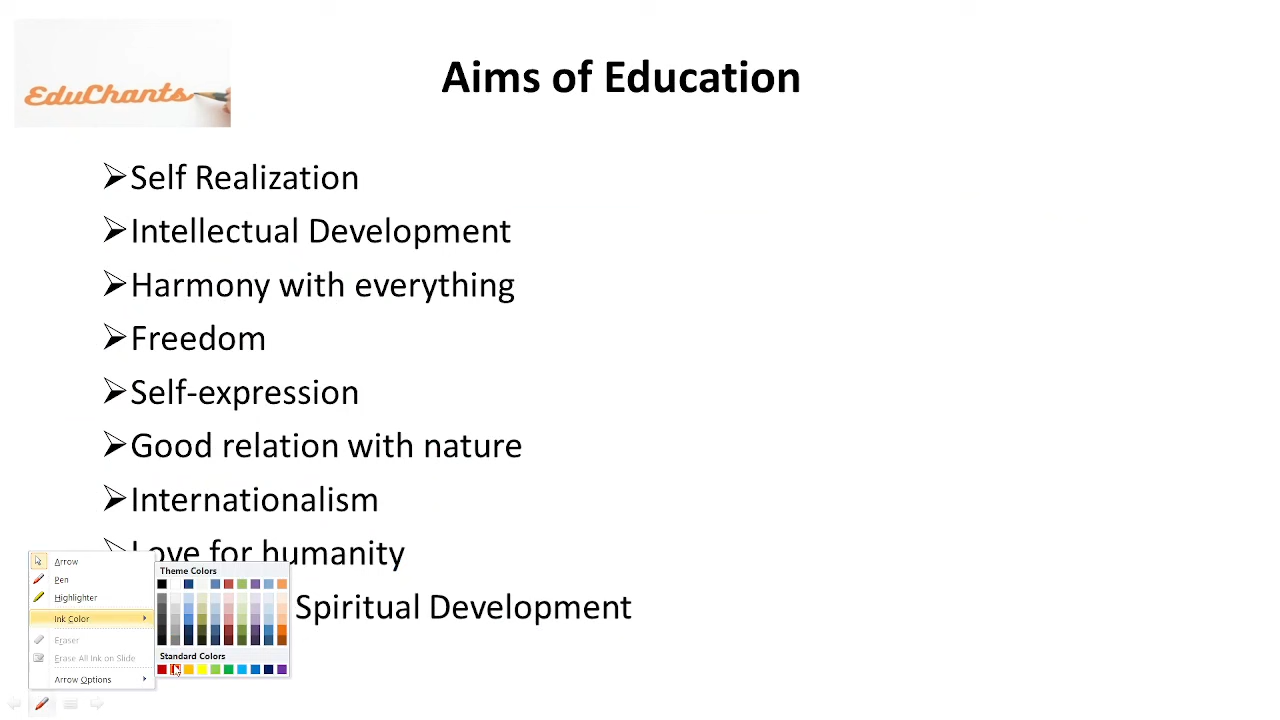 EduChants
Aims of Education
Self Realization
Intellectual Development
Harmony with everything
Freedom
Self-expression
Good relation with nature
Internationalism
Love for humanity
Spiritual Development
Arrow
Pen
Highlighter
Ink Color
Eraser
Erase All Ink on Slide
Arrow Options
Theme Colors
Standard Colors